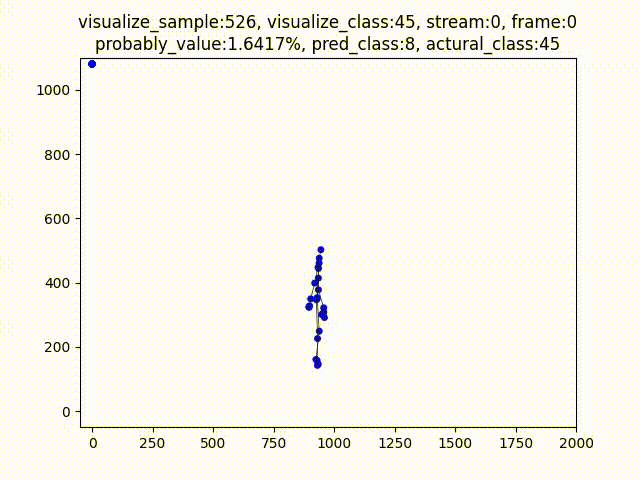 visualize_sample:526, visualize_class:45, stream:0, frame:0
probably_value:1.6417%, pred_class:8, actural_class:45
1000
800
600
400
200
0
0 250 500 750 1000 1250 1500 1750 2000